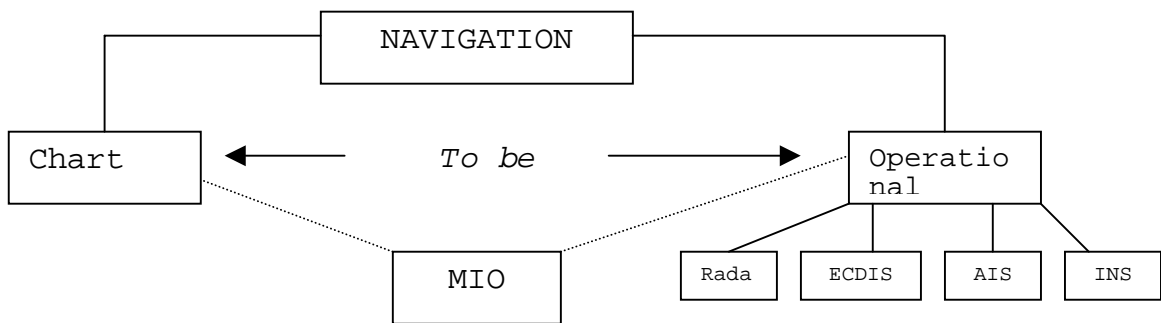 NAVIGATION
Chart
To be
Operatio
nal
MIO
Rada
ECDIS
AIS
INS